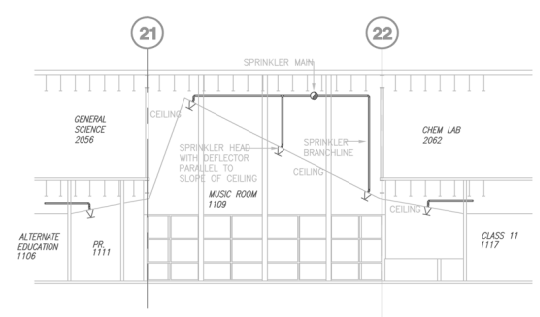 21
22
SPRINKLER MAIN
CEILING
GENERAL
SCIENCE
2056
SPRINKLER HEAD
WITH DEFLECTOR
PARALLEL TO
SLOPE OF CEILING
SPRINKLER
BRANCHLINE
CHEM LAB
2062
CEILING
MUSIC ROOM
1109
CEILING
ALTERNATE
EDUCATION
1106
PR.
1111
CLASS 11
1117